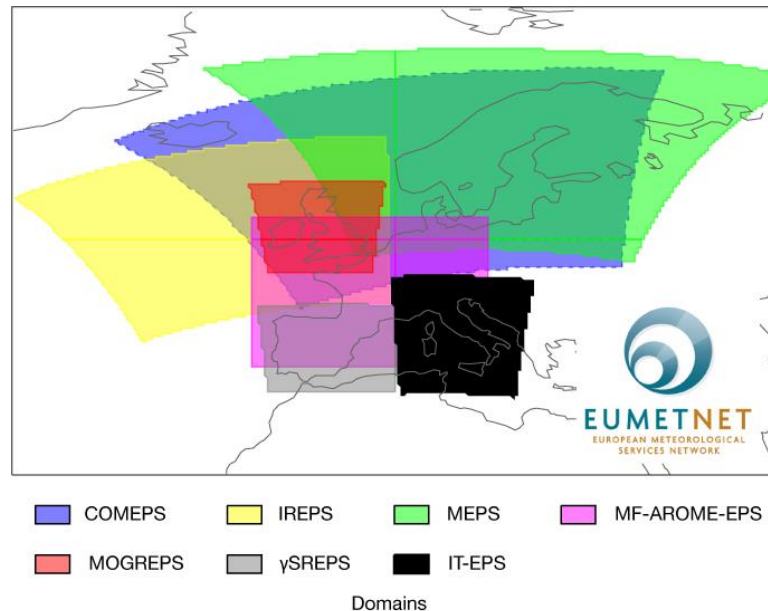 EUMETNET
EUROPEAN METEOROLOGICAL
SERVICES NETWORK
COMEPS IREPS MEPS MF-AROME-EPS
MOGREPS γSREPS IT-EPS
Domains